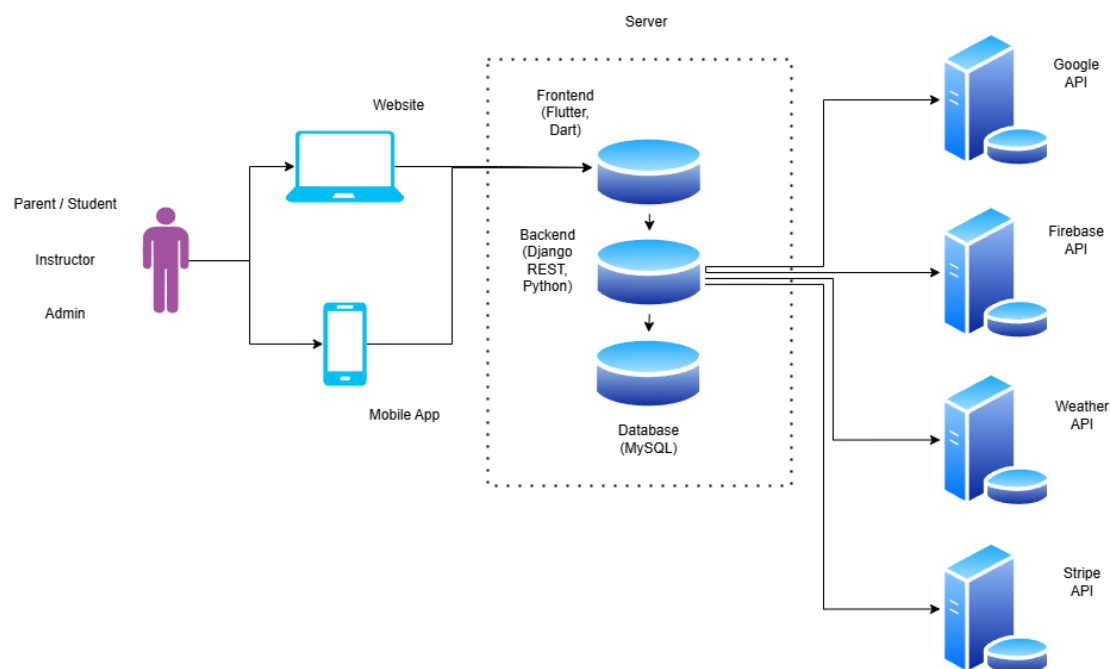 Server
Website
Frontend
(Flutter,
Dart)
Google
API
Parent / Student
Instructor
Admin
Backend
(Django
REST,
Python)
Firebase
API
Mobile App
Database
(MySQL)
Weather
API
Stripe
API